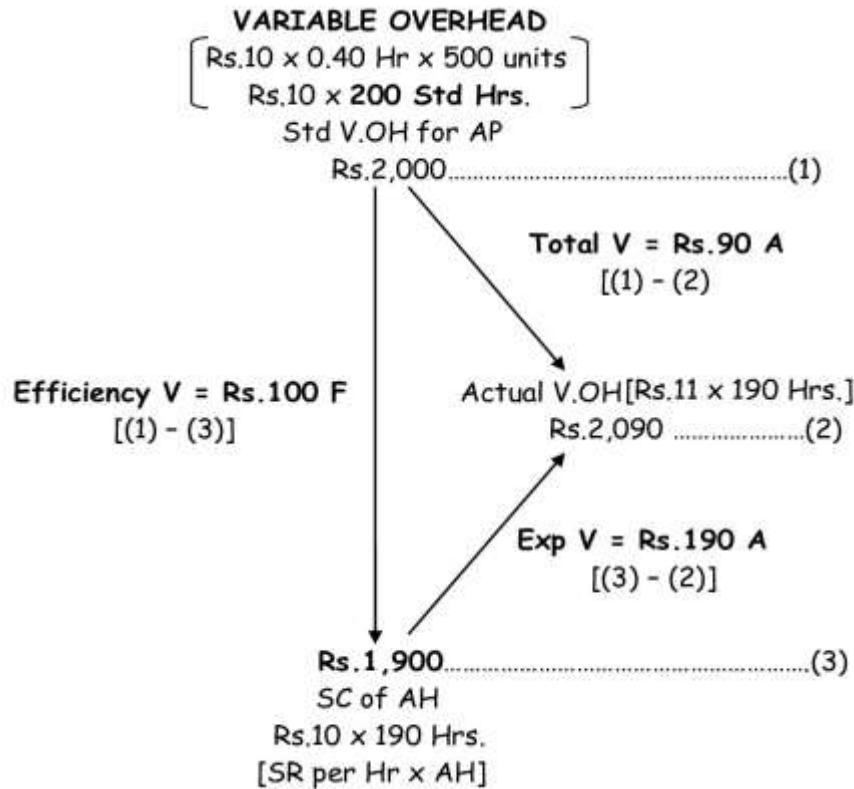 VARIABLE OVERHEAD
Rs.10 x 0.40 Hr x 500 units
Rs.10 x 200 Std Hrs.
Std V.OH for AP
Rs.2,000....................................................(1)
Total V = Rs.90 A
[(1) – (2)
Efficiency V = Rs.100 F
[(1) – (3)]
Actual V.OH[Rs.11 x 190 Hrs.]
Rs.2,090 ....................(2)
Exp V = Rs.190 A
[(3) – (2)]
Rs.1,900........................................................(3)
SC of AH
Rs.10 x 190 Hrs.
[SR per Hr x AH]